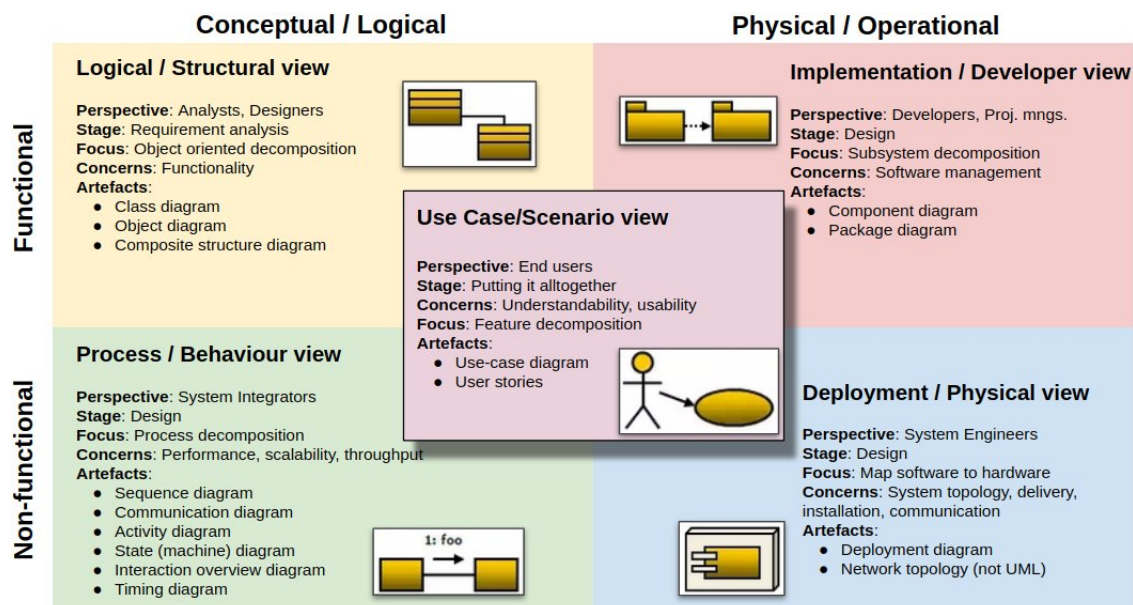 Conceptual / Logical
Physical / Operational
Functional
Non-functional
Logical / Structural view
Perspective: Analysts, Designers
Stage: Requirement analysis
Focus: Object oriented decomposition
Concerns: Functionality
Artefacts:
● Class diagram
● Object diagram
● Composite structure diagram
Implementation / Developer view
Perspective: Developers, Proj. mngs.
Stage: Design
Focus: Subsystem decomposition
Concerns: Software management
Artefacts:
● Component diagram
● Package diagram
Use Case/Scenario view
Perspective: End users
Stage: Putting it alltogether
Concerns: Understandability, usability
Focus: Feature decomposition
Artefacts:
● Use-case diagram
● User stories
Process / Behaviour view
Perspective: System Integrators
Stage: Design
Focus: Process decomposition
Concerns: Performance, scalability, throughput
Artefacts:
● Sequence diagram
● Communication diagram
● Activity diagram
● State (machine) diagram
● Interaction overview diagram
● Timing diagram
1: foo
Deployment / Physical view
Perspective: System Engineers
Stage: Design
Focus: Map software to hardware
Concerns: System topology, delivery,
installation, communication
Artefacts:
● Deployment diagram
● Network topology (not UML)